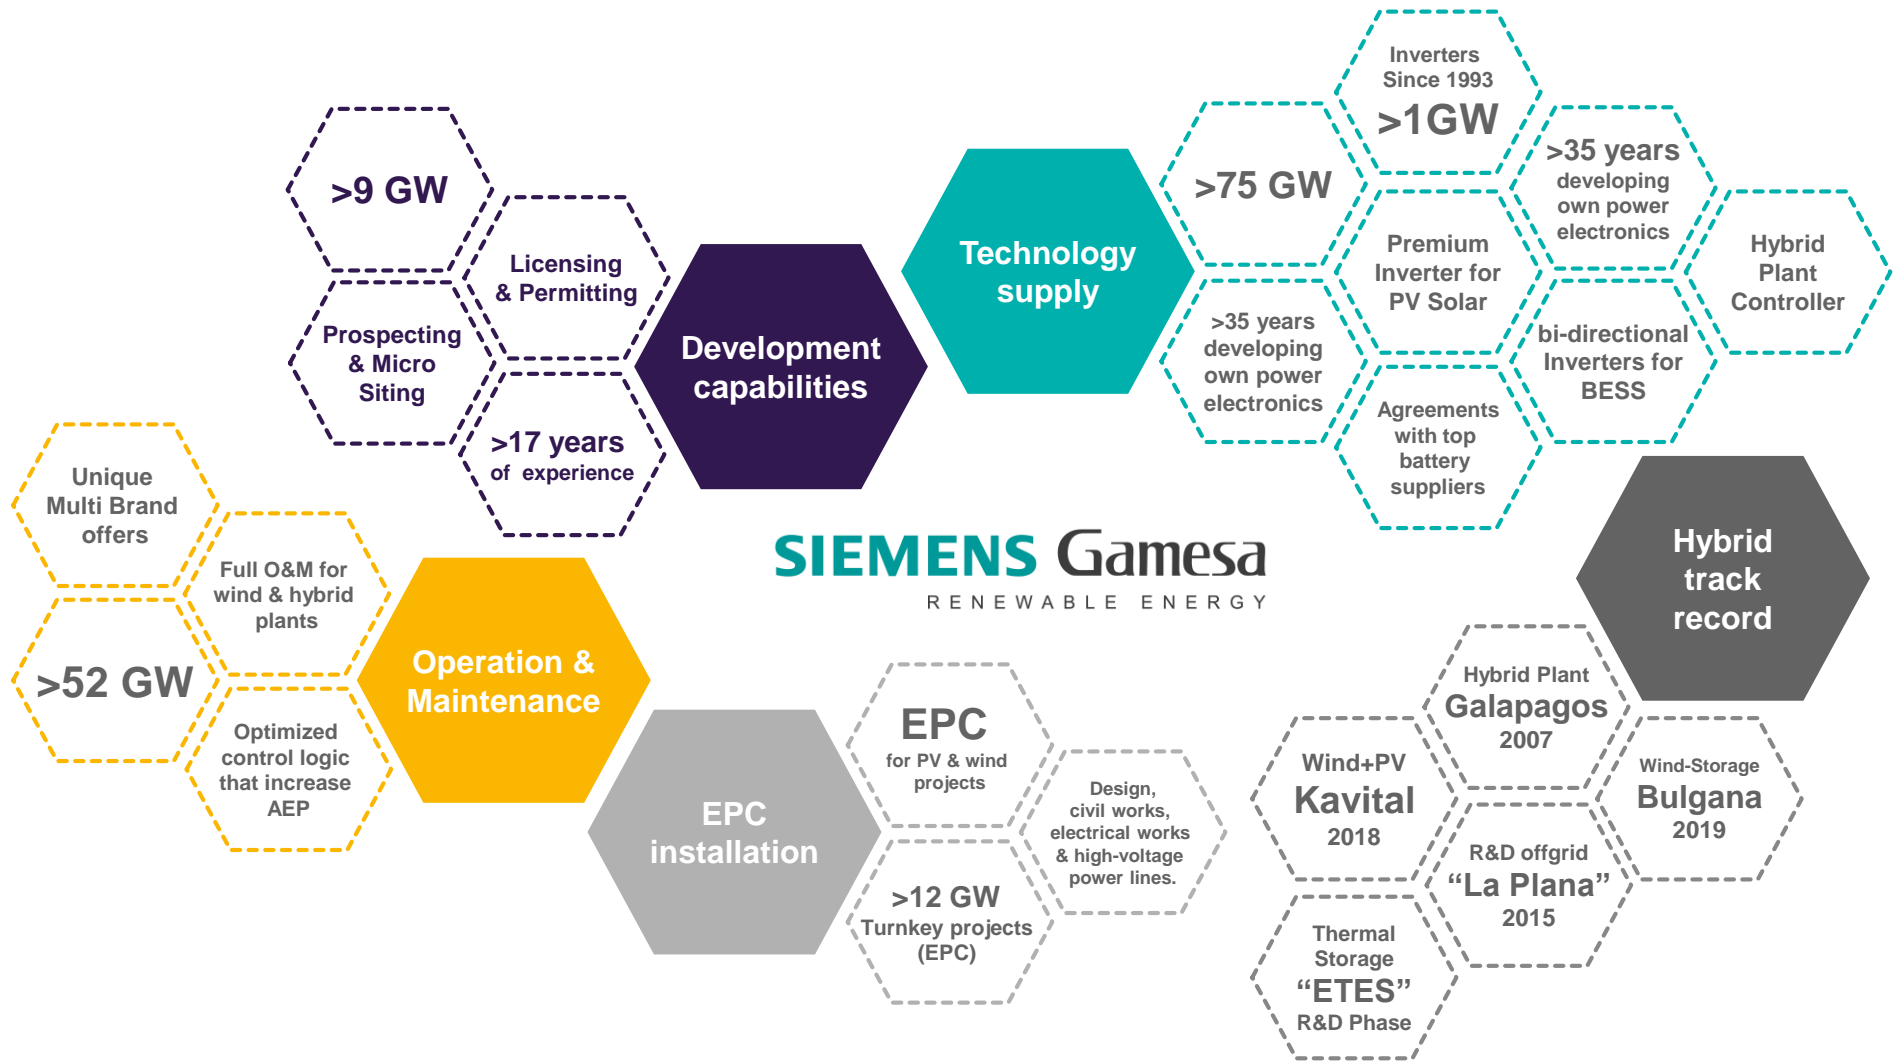 >9 GW
Licensing
& Permitting
Prospecting
& Micro
Siting
>17 years
of experience
Development
capabilities
Technology
supply
>75 GW
Inverters
Since 1993
>1GW
>35 years
developing
own power
electronics
Premium
Inverter for
PV Solar
Hybrid
Plant
Controller
>35 years
developing
own power
electronics
bi-directional
Inverters for
BESS
Agreements
with top
battery
suppliers
Unique
Multi Brand
offers
Full O&M for
wind & hybrid
plants
>52 GW
Optimized
control logic
that increase
AEP
Operation &
Maintenance
SIEMENS Gamesa
RENEWABLE ENERGY
EPC
installation
EPC
for PV & wind
projects
Design,
civil works,
electrical works
& high-voltage
power lines.
>12 GW
Turnkey projects
(EPC)
Hybrid
track
record
Hybrid Plant
Galapagos
2007
Wind+PV
Kavital
2018
Wind-Storage
Bulgana
2019
R&D offgrid
“La Plana”
2015
Thermal
Storage
“ETES”
R&D Phase